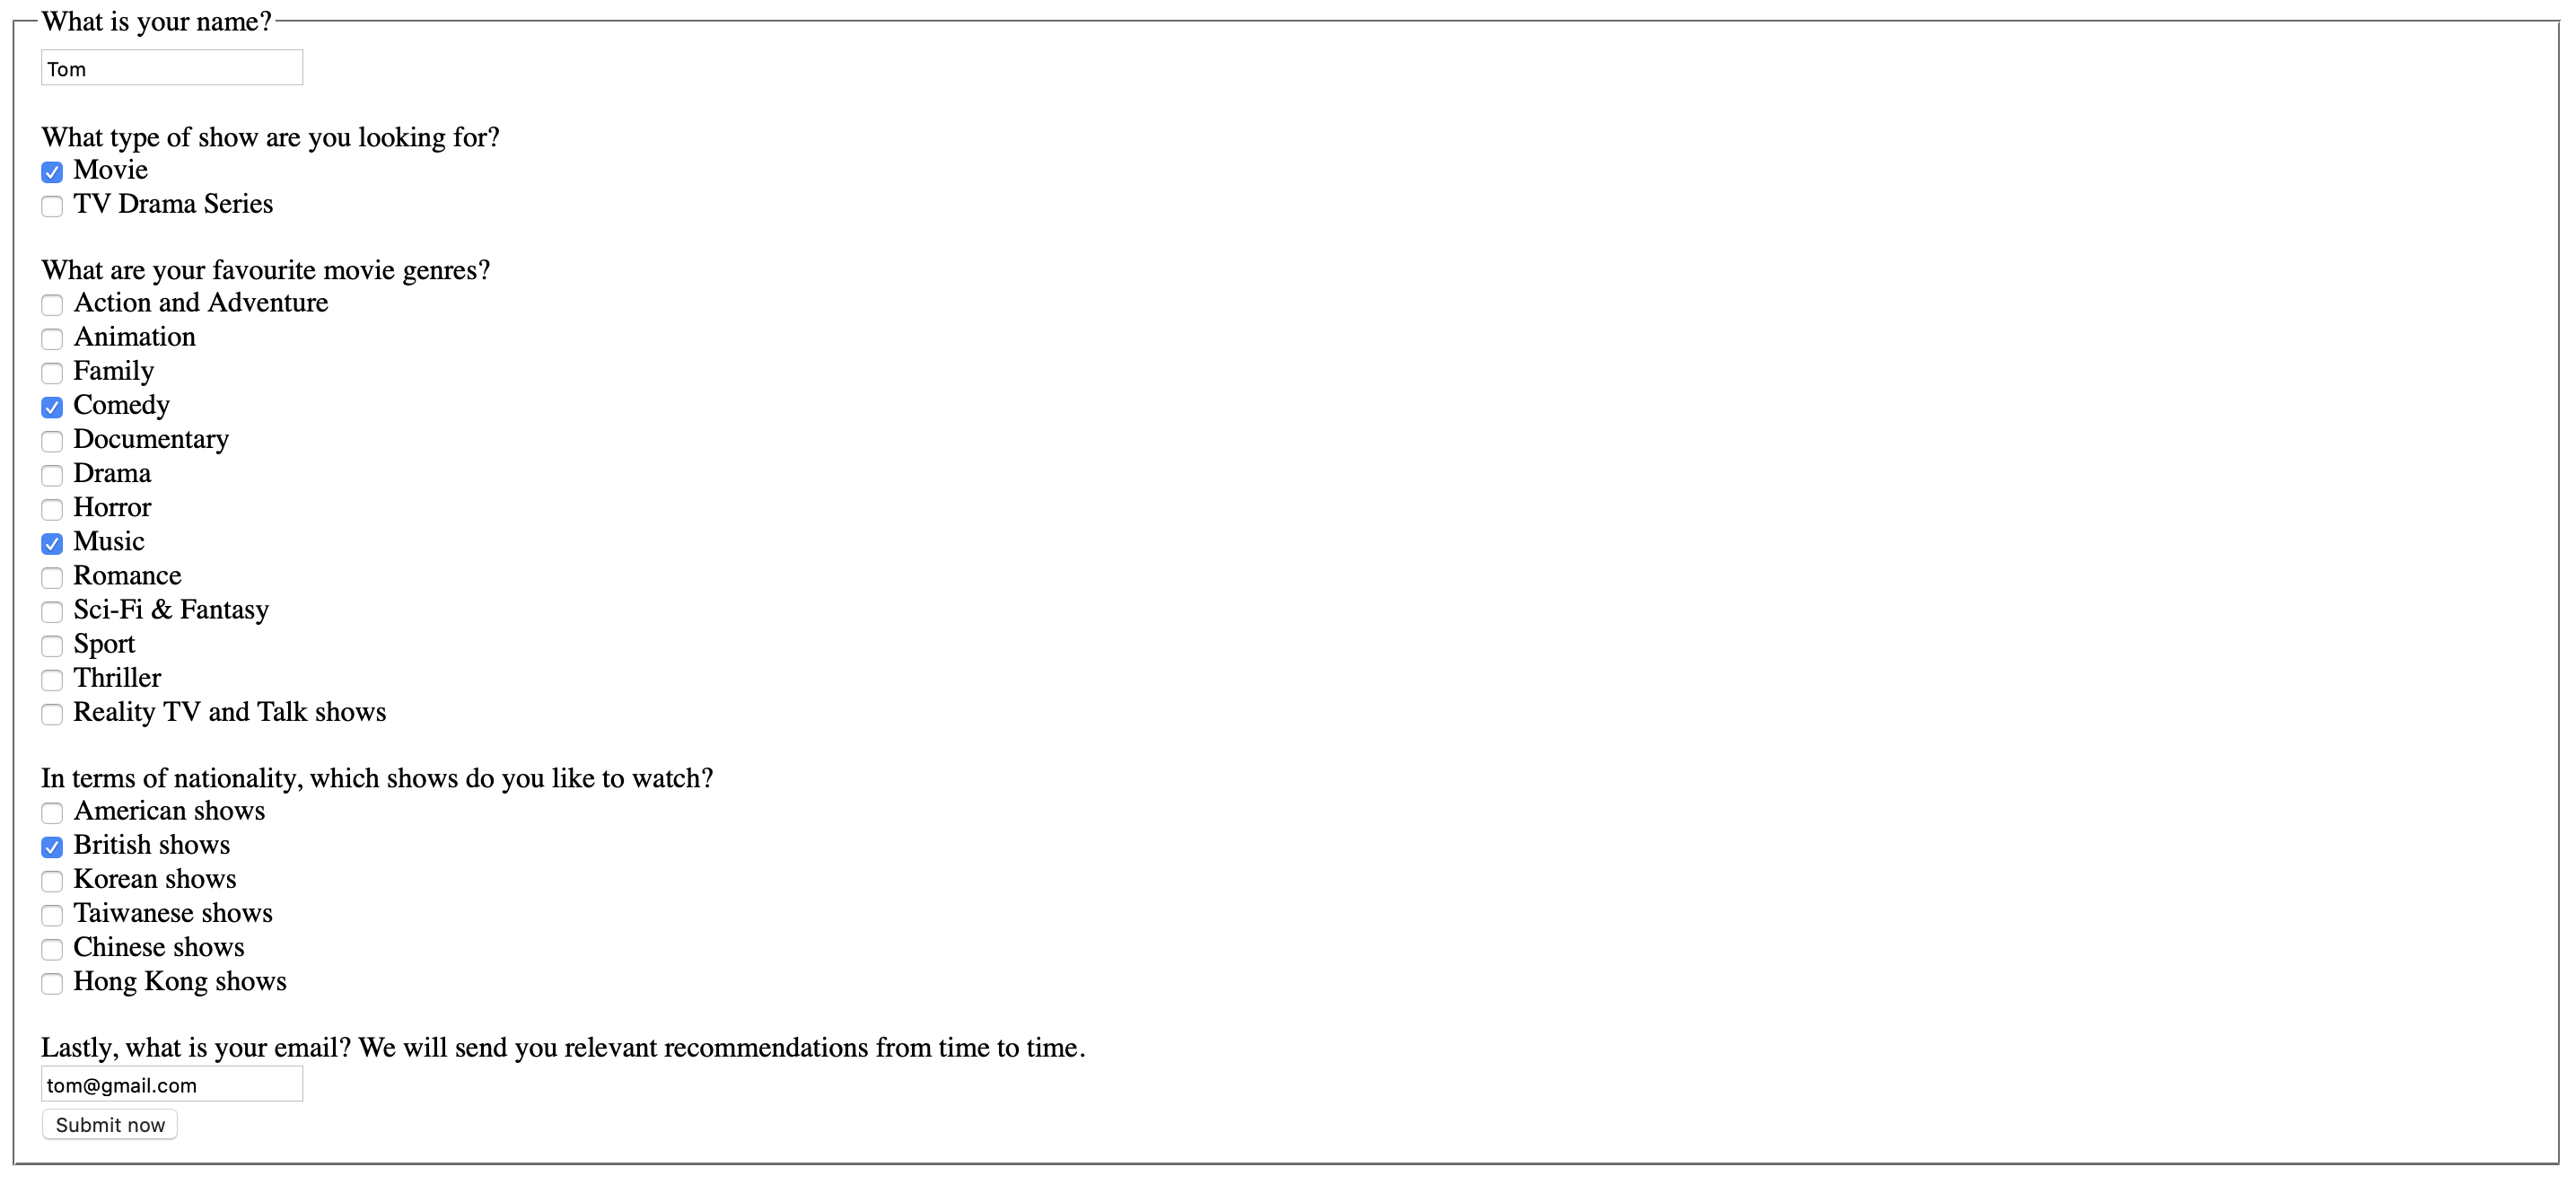 What is your name?
Tom
What type of show are you looking for?
Movie
TV Drama Series
What are your favourite movie genres?
Action and Adventure
Animation
Family
Comedy
Documentary
Drama
Horror
Music
Romance
Sci-Fi & Fantasy
Sport
Thriller
Reality TV and Talk shows
In terms of nationality, which shows do you like to watch?
American shows
British shows
Korean shows
Taiwanese shows
Chinese shows
Hong Kong shows
Lastly, what is your email? We will send you relevant recommendations from time to time.
tom@gmail.com
Submit now